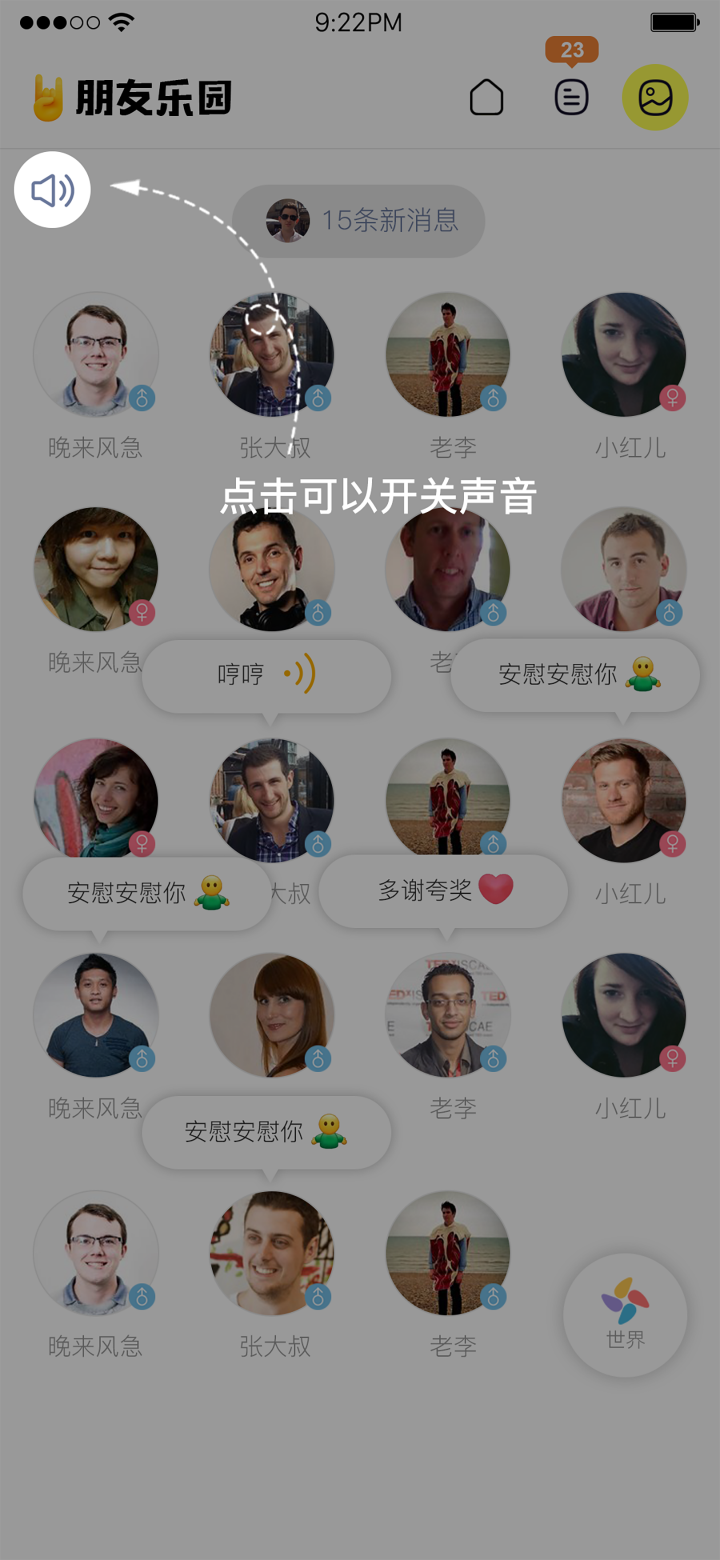 9:22PM
23
朋友乐园
15条新消息
晚来风急
张大叔
老李
小红儿
点击可以开关声音
晚来风急
老
哼哼
安慰安慰你
安慰安慰你
大叔
多谢夸奖
小红儿
晚来风急
老李
小红儿
安慰安慰你
晚来风急
张大叔
老李
世界